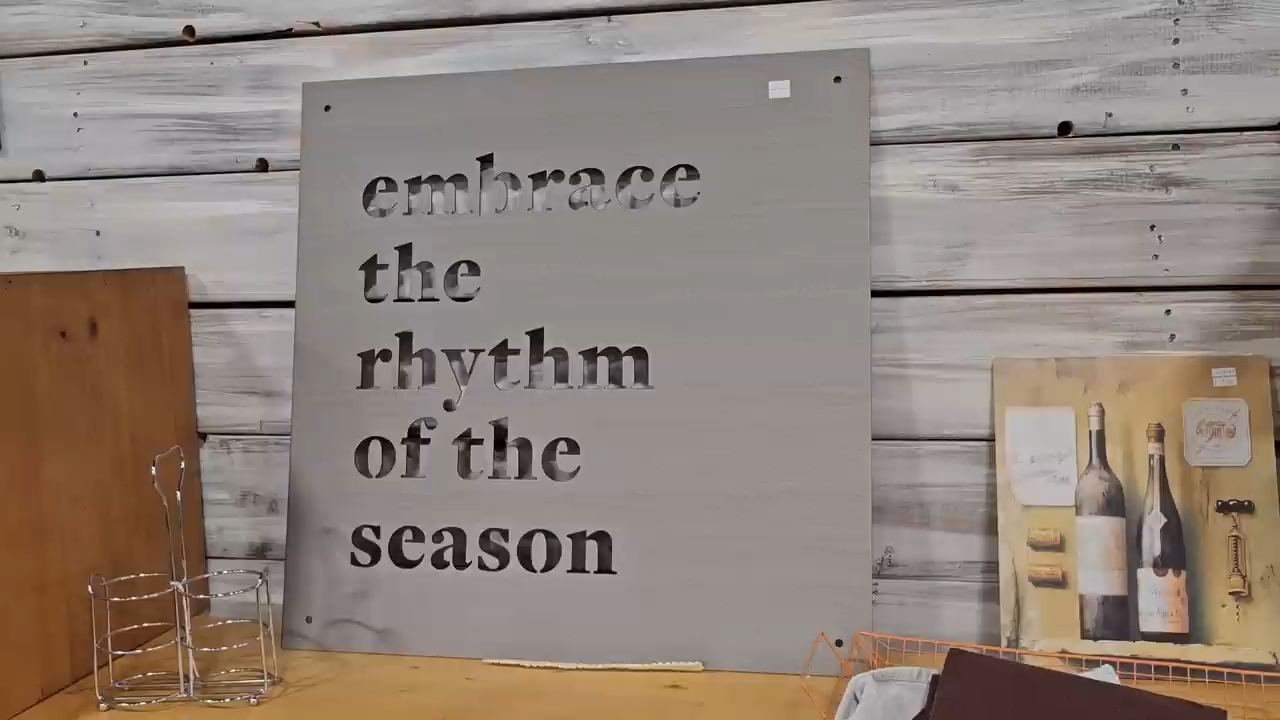 embrace
the
rhythm
of the
season